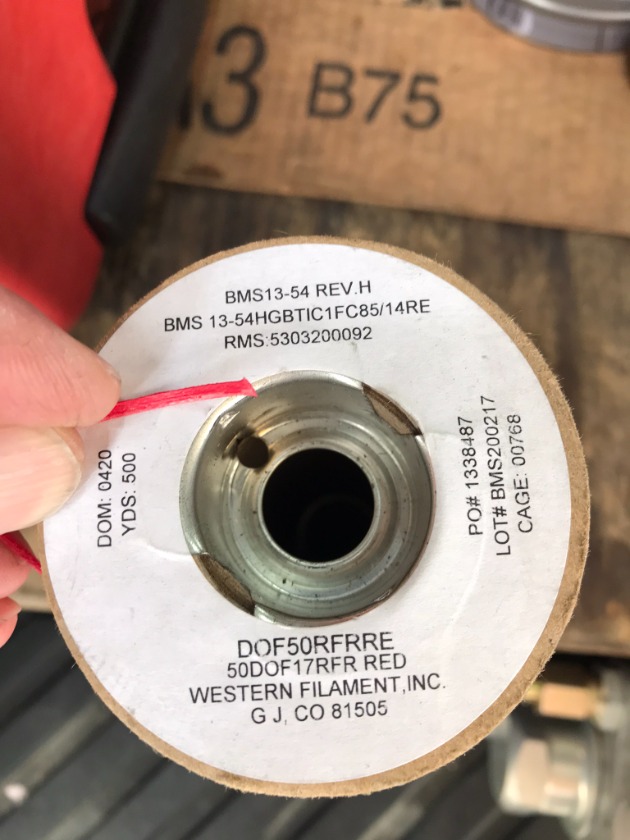 3 B75
BMS13-54 REV.H
BMS 13-54HGBTIC1FC85/14RE
RMS:5303200092
DOM: 0420
YDS: 500
PO# 1338487
LOT# BMS200217
CAGE: 00768
DOF50RFRRE
50DOF17RFR RED
WESTERN FILAMENT,INC.
G J, CO 81505